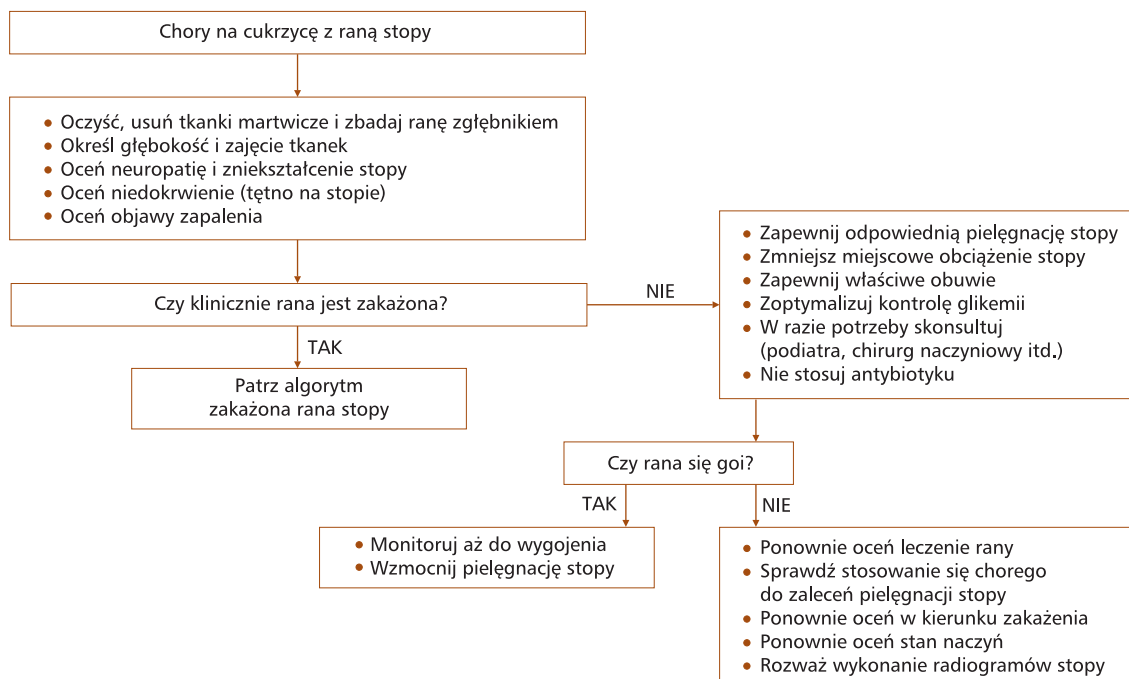 Chory na cukrzycę z raną stopy
• Oczyść, usuń tkanki martwicze i zbadaj ranę zgłębnikiem
• Określ głębokość i zajęcie tkanek
• Oceń neuropatię i zniekształcenie stopy
• Oceń niedokrwienie (tętno na stopie)
• Oceń objawy zapalenia
Czy klinicznie rana jest zakażona?
NIE
TAK
Patrz algorytm
zakażona rana stopy
• Zapewnij odpowiednią pielęgnację stopy
• Zmniejsz miejscowe obciążenie stopy
• Zapewnij właściwe obuwie
• Zoptymalizuj kontrolę glikemii
• W razie potrzeby skonsultuj
(podiatra, chirurg naczyniowy itd.)
• Nie stosuj antybiotyku
Czy rana się goi?
TAK
NIE
• Monitoruj aż do wygojenia
• Wzmocnij pielęgnację stopy
• Ponownie oceń leczenie rany
• Sprawdź stosowanie się chorego
do zaleceń pielęgnacji stopy
• Ponownie oceń w kierunku zakażenia
• Ponownie oceń stan naczyń
• Rozważ wykonanie radiogramów stopy